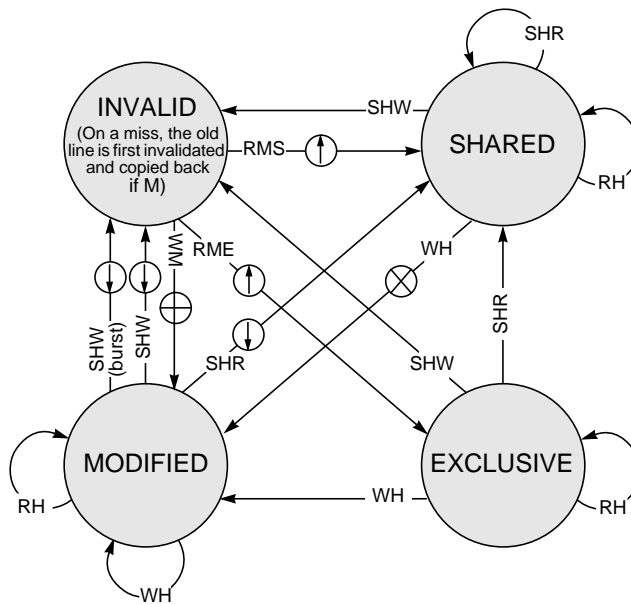 SHR
INVALID
(On a miss, the old
line is first invalidated
and copied back
if M)
SHW
RMS
SHARED
RH
WM
RME
WH
SHW
(burst)
SHW
SHR
SHW
SHR
MODIFIED
EXCLUSIVE
RH
WH
RH
WH